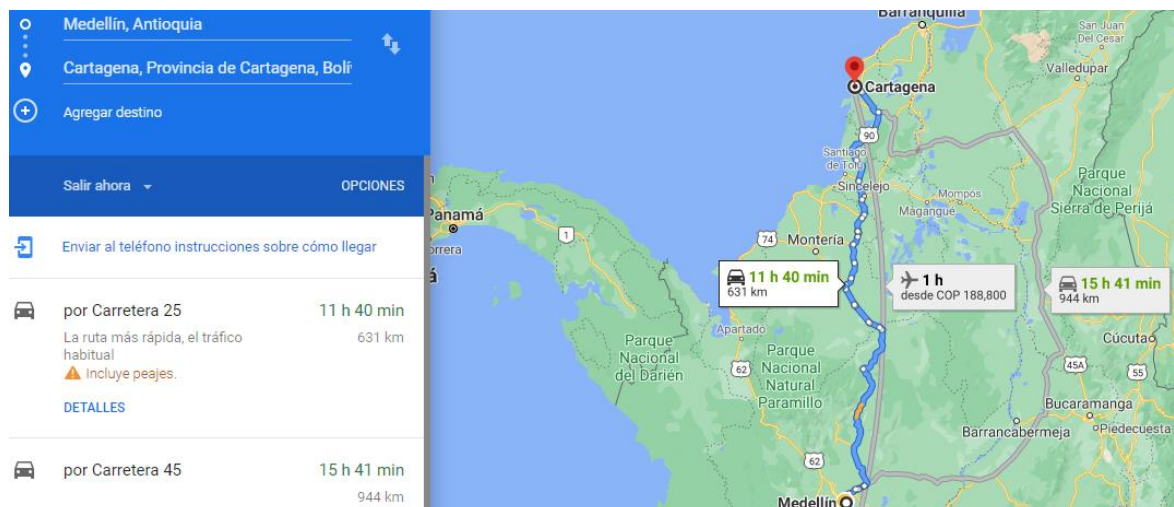 Medellín, Antioquia
Cartagena, Provincia de Cartagena, Bolí
Agregar destino
Salir ahora
OPCIONES
Enviar al teléfono instrucciones sobre cómo llegar
por Carretera 25
11 h 40 min
La ruta más rápida, el tráfico
631 km
habitual
Incluye peajes.
DETALLES
por Carretera 45
15 h 41 min
944 km
Barranquilla
San Juan
Del Cesar
Valledupar
Cartagena
90
Santiago
de Tolú
Sincelejo
Mompós
Magangué
Parque
Nacional
Sierra de Perijá
Panamá
1
74
Montería
11 h 40 min
631 km
1 h
desde COP 188,800
15 h 41 min
944 km
Apartadó
Cúcuta
Parque
Nacional
del Darién
62
Parque
Nacional
Natural
Paramillo
45A
55
Bucaramanga
Piedecuesta
Barrancabermeja
62
Medellín